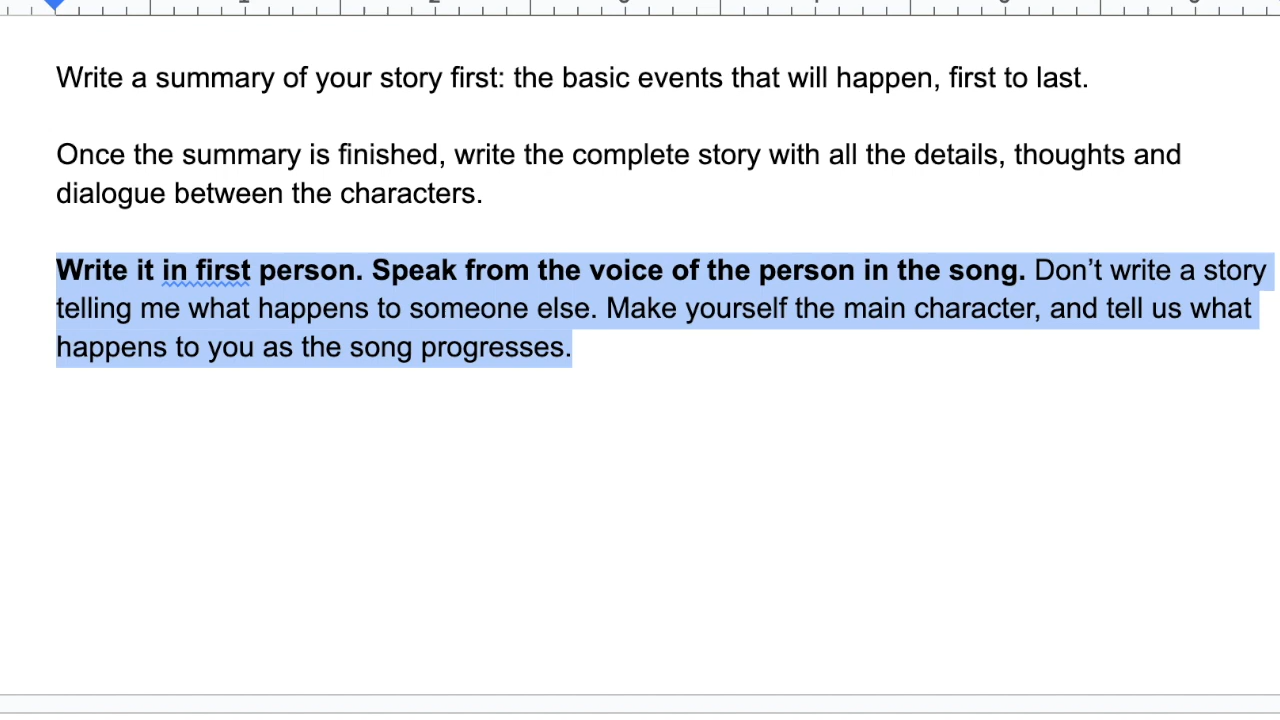 Write a summary of your story first: the basic events that will happen, first to last.
Once the summary is finished, write the complete story with all the details, thoughts and
dialogue between the characters.
Write it in first person. Speak from the voice of the person in the song. Don’t write a story
telling me what happens to someone else. Make yourself the main character, and tell us what
happens to you as the song progresses.